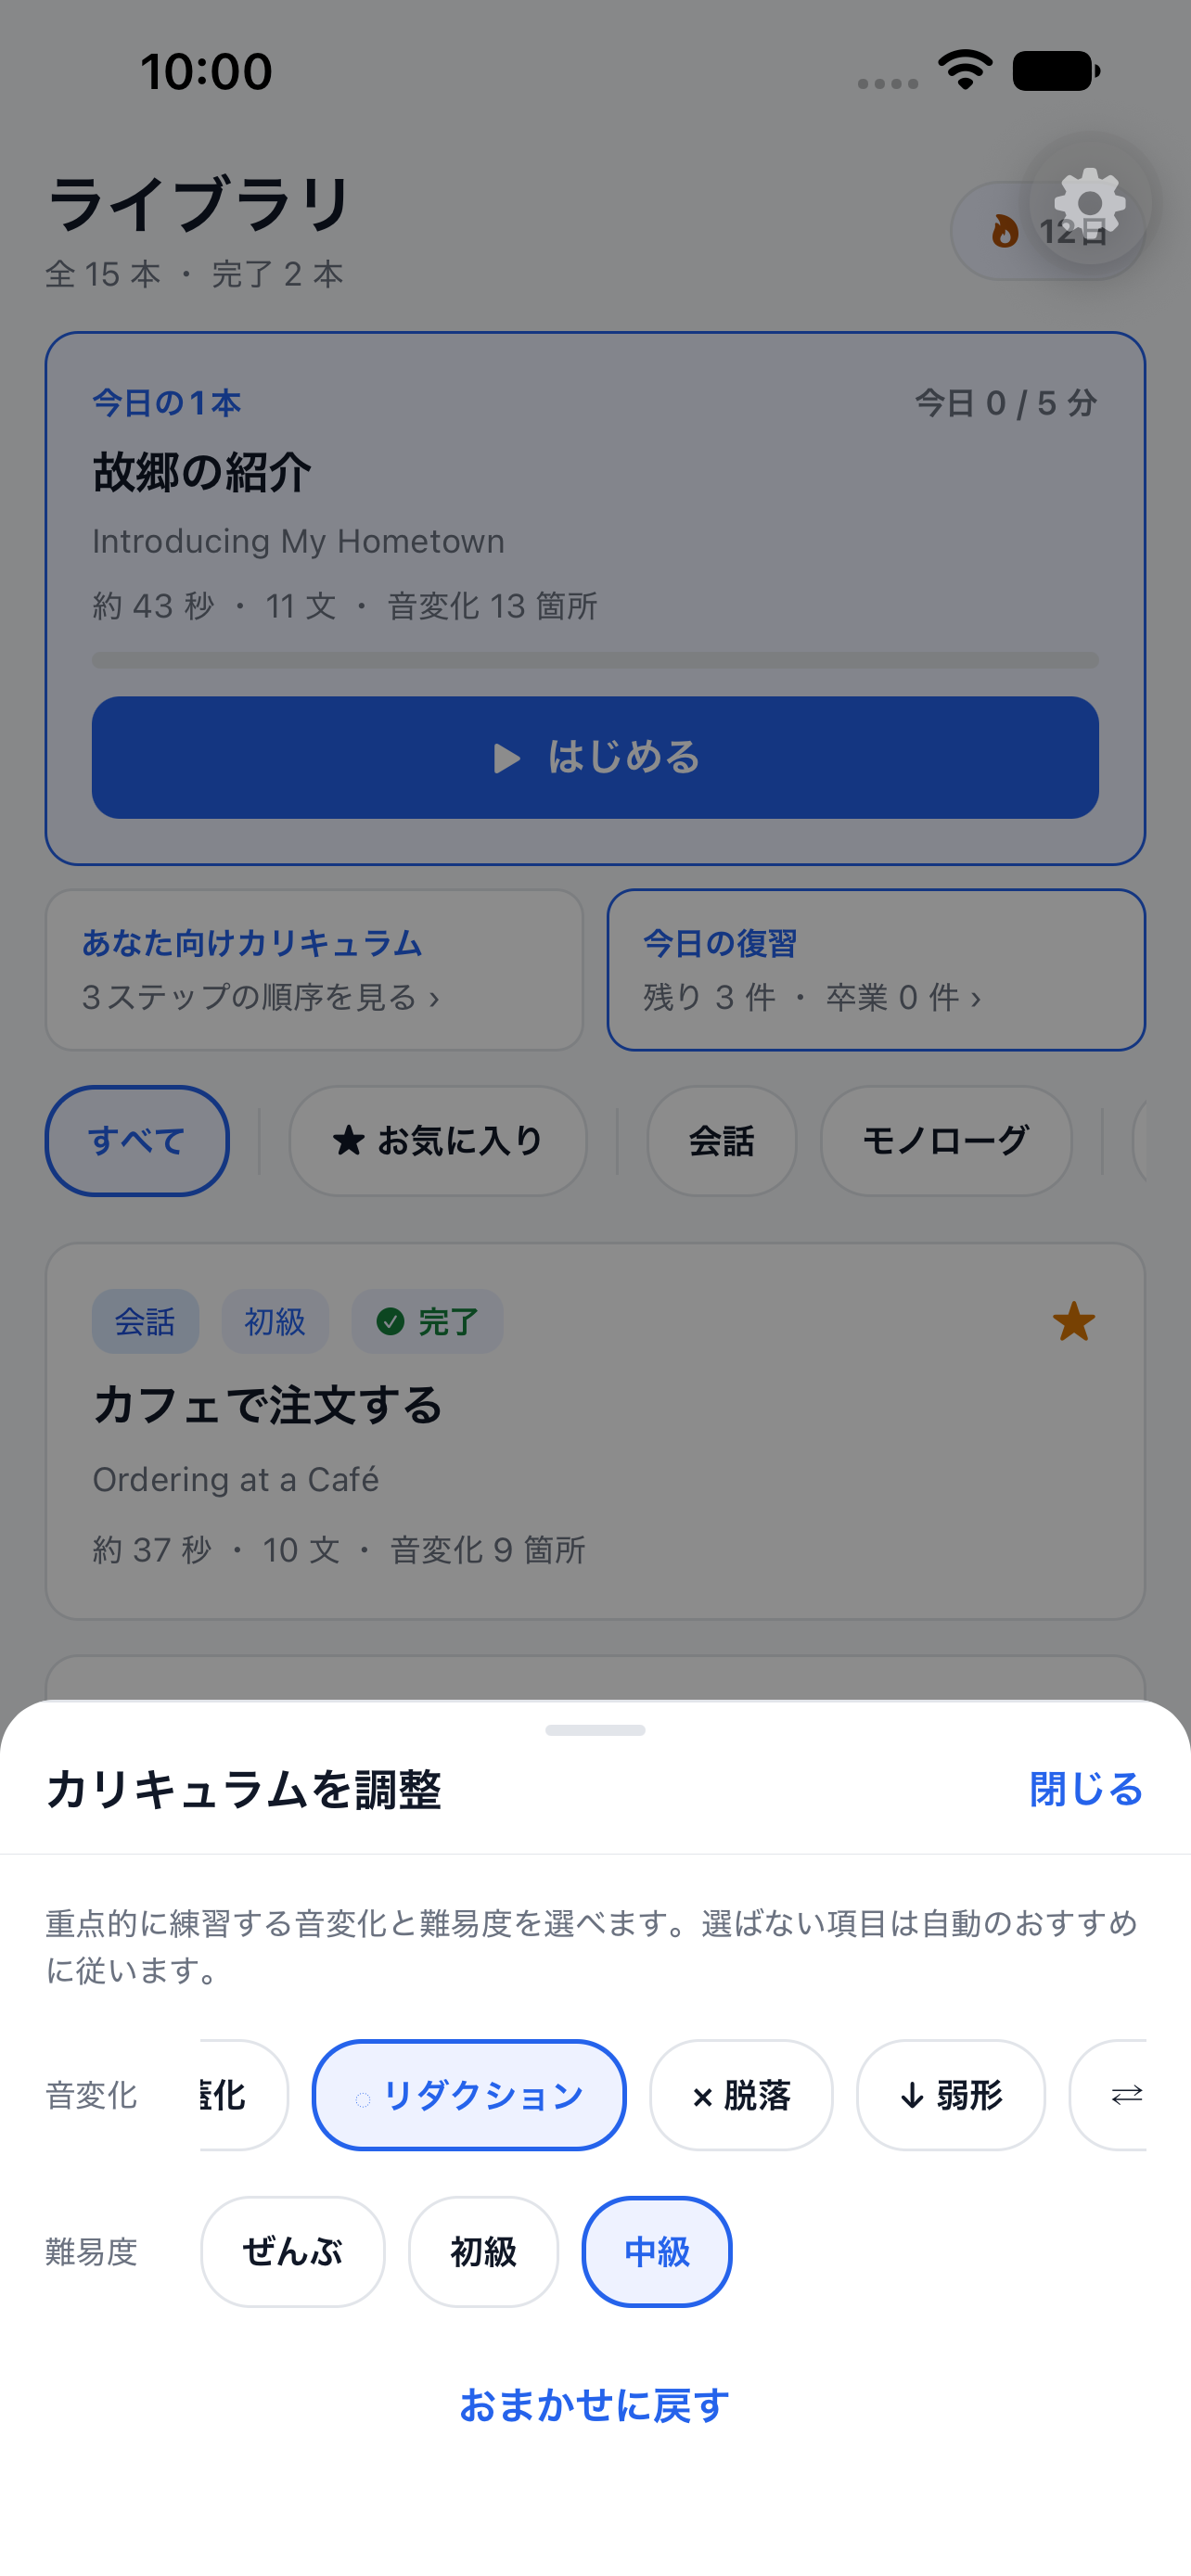 10:00
ライブラリ
全 15 本 ・ 完了 2 本
12日
今日の1本
今日 0 / 5 分
故郷の紹介
Introducing My Hometown
約 43 秒 ・ 11 文 ・ 音変化 13 箇所
はじめる
あなた向けカリキュラム
3ステップの順序を見る ›
今日の復習
残り 3 件 ・ 卒業 0 件 ›
すべて
★ お気に入り
会話
モノローグ
会話
初級
完了
カフェで注文する
Ordering at a Café
約 37 秒 ・ 10 文 ・ 音変化 9 箇所
カリキュラムを調整
閉じる
重点的に練習する音変化と難易度を選べます。選ばない項目は自動のおすすめ
に従います。
音変化
化
◌ リダクション
× 脱落
↓ 弱形
⇄
難易度
ぜんぶ
初級
中級
おまかせに戻す